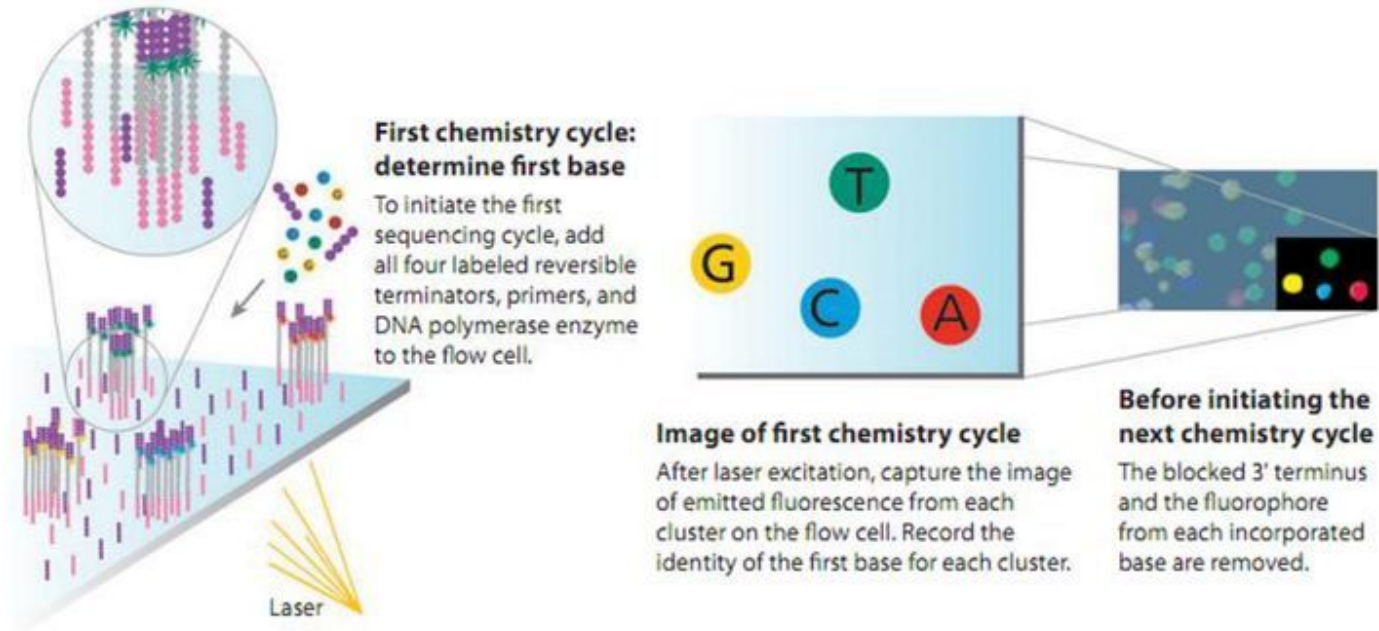 First chemistry cycle:
determine first base
To initiate the first
sequencing cycle, add
all four labeled reversible
terminators, primers, and
DNA polymerase enzyme
to the flow cell.
G
G
G
G
Laser
T
G
C
A
Image of first chemistry cycle
After laser excitation, capture the image
of emitted fluorescence from each
cluster on the flow cell. Record the
identity of the first base for each cluster.
Before initiating the
next chemistry cycle
The blocked 3' terminus
and the fluorophore
from each incorporated
base are removed.